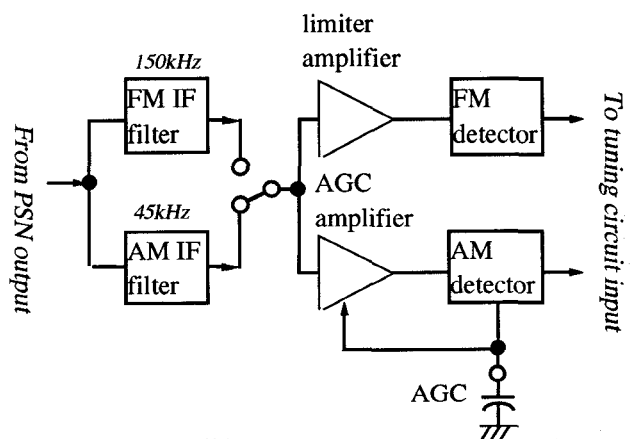 From PSN output
150kHz
FM IF
filter
45kHz
AM IF
filter
limiter
amplifier
FM
detector
AGC
amplifier
AM
detector
AGC
To tuning circuit input